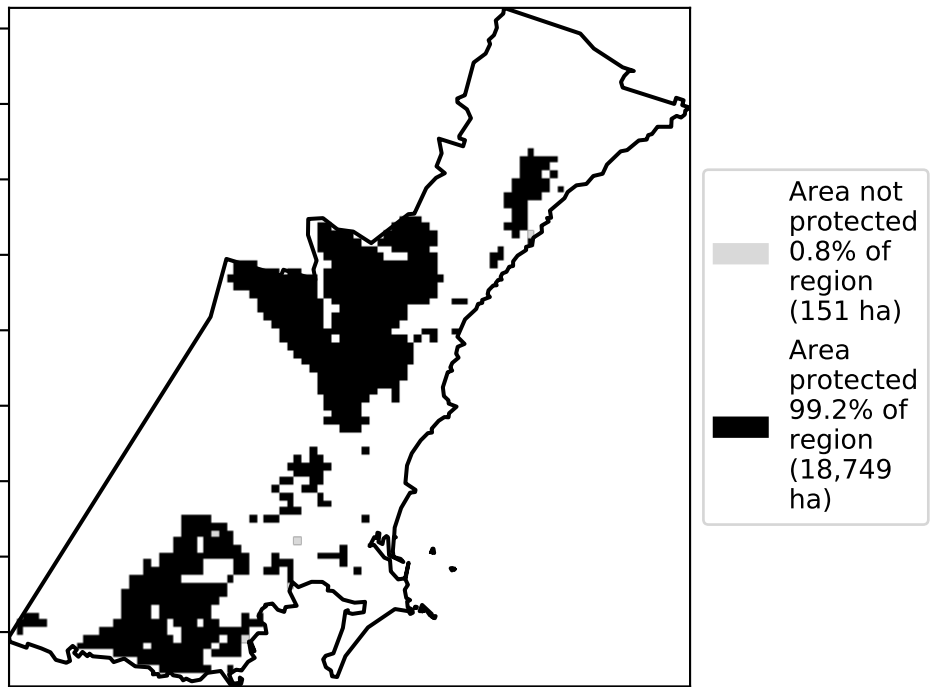 Area not
protected
0.8% of
region
(151 ha)
Area
protected
99.2% of
region
(18,749
ha)